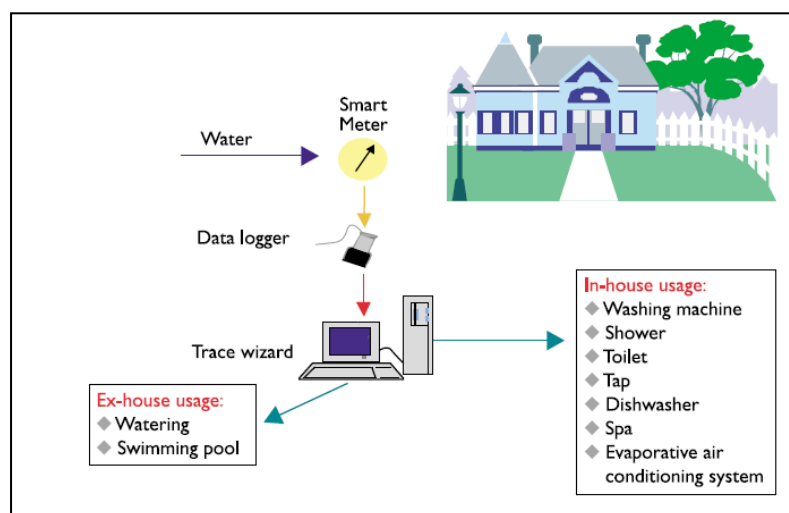 Smart
Meter
Water
Data logger
Trace wizard
In-house usage:
◆ Washing machine
◆ Shower
◆ Toilet
◆ Tap
◆ Dishwasher
◆ Spa
◆ Evaporative air
conditioning system
Ex-house usage:
◆ Watering
◆ Swimming pool